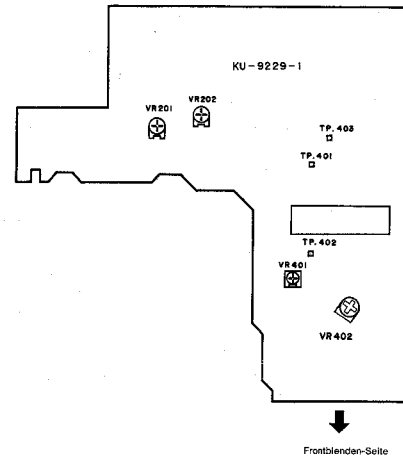 KU-9229-1
VR201
VR202
TP.403
TP.401
TP.402
VR401
VR402
Frontblenden-Seite